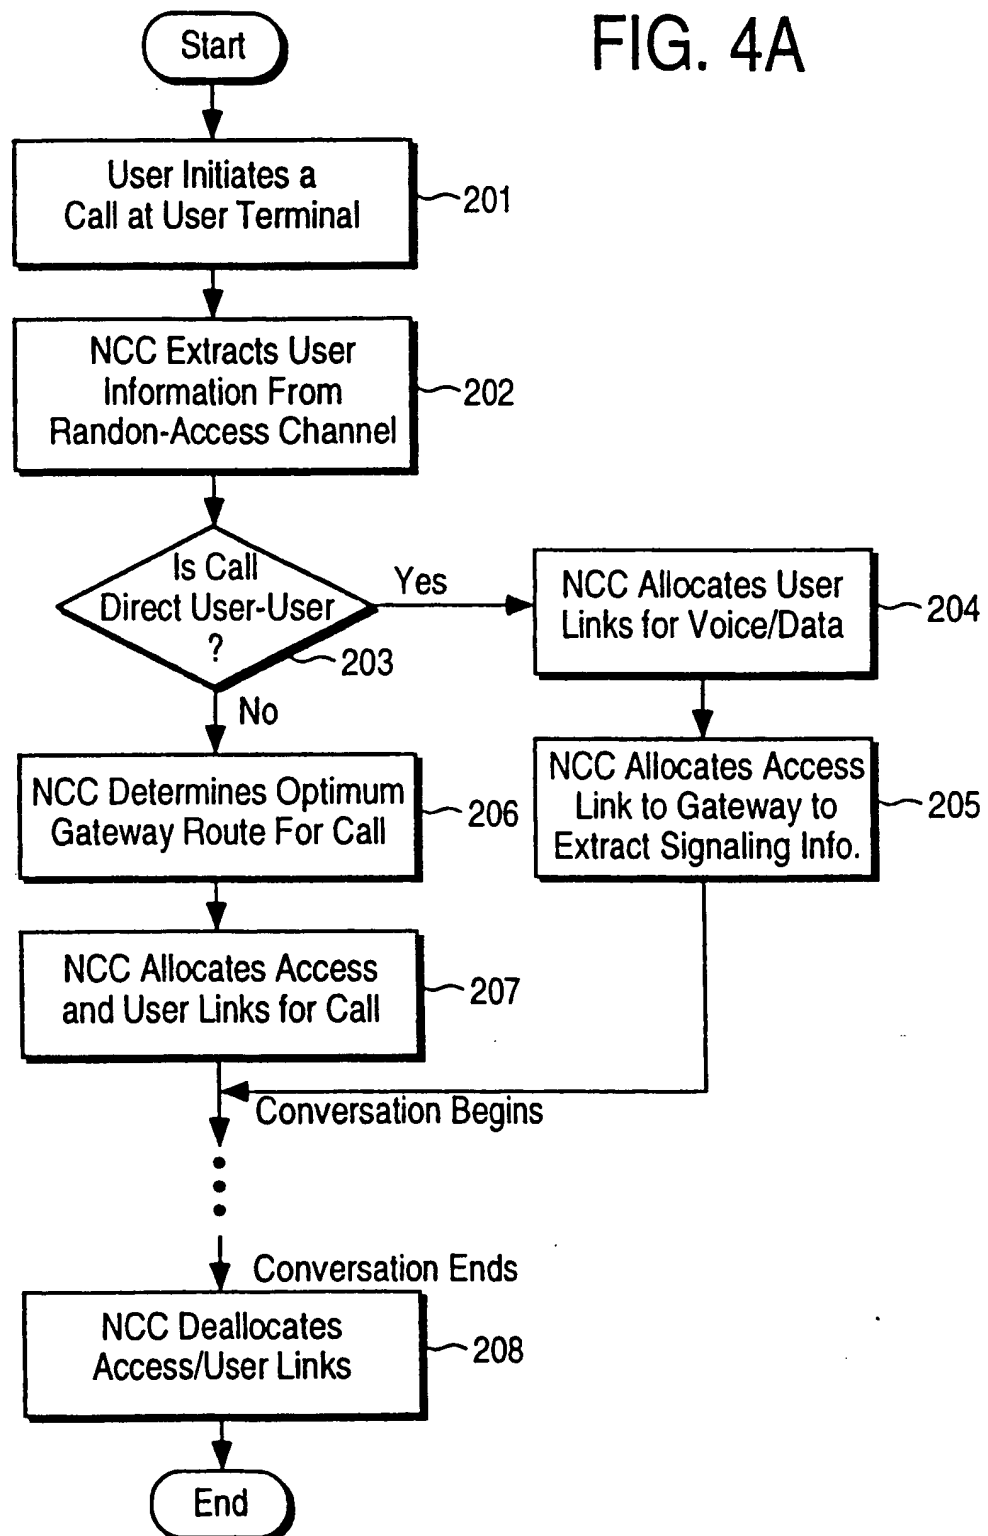 FIG. 4A
Start
User Initiates a
Call at User Terminal
201
NCC Extracts User
Information From
Randon-Access Channel
202
Is Call
Direct User-User
?
203
Yes
No
NCC Allocates User
Links for Voice/Data
204
NCC Allocates Access
Link to Gateway to
Extract Signaling Info.
205
NCC Determines Optimum
Gateway Route For Call
206
NCC Allocates Access
and User Links for Call
207
Conversation Begins
Conversation Ends
NCC Deallocates
Access/User Links
208
End